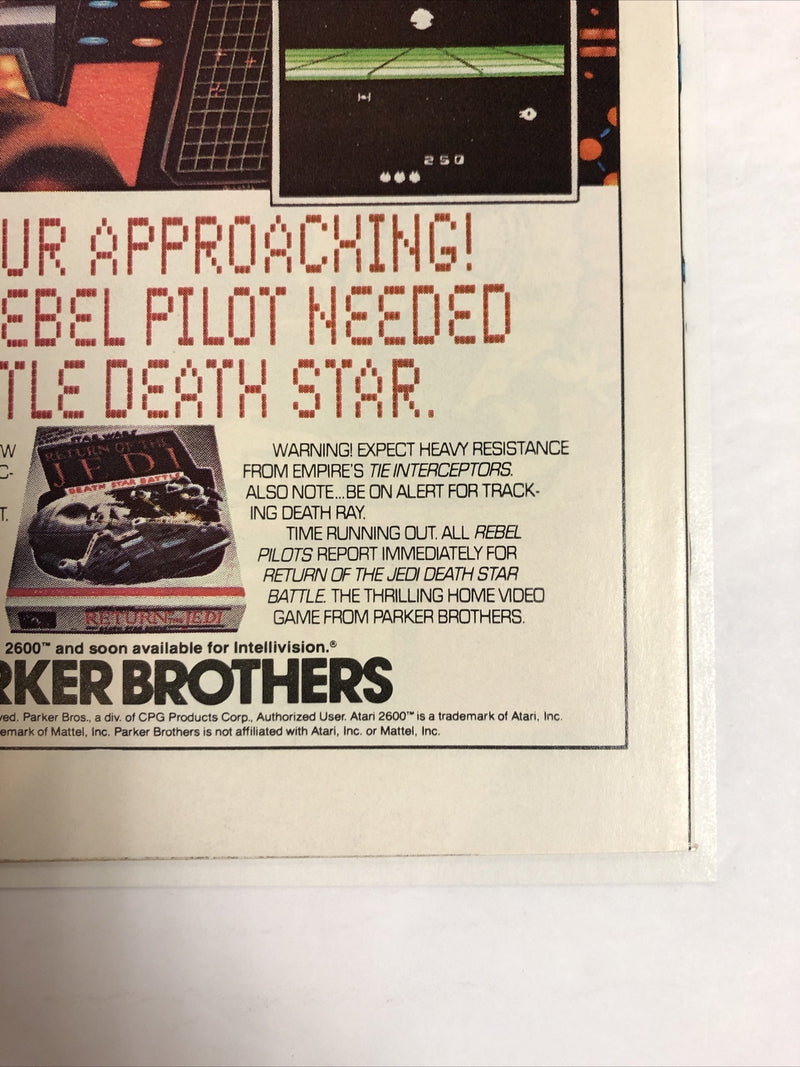 250
UR APPROACHING!
EBEL PILOT NEEDED
TLE DEATH STAR.
W
C-
T.
STAR WARS
RETURN OF THE
JEDI
DEATH STAR BATTLE
RETURN OF THE JEDI
WARNING! EXPECT HEAVY RESISTANCE
FROM EMPIRE'S TIE INTERCEPTORS.
ALSO NOTE...BE ON ALERT FOR TRACK-
ING DEATH RAY.
TIME RUNNING OUT. ALL REBEL
PILOTS REPORT IMMEDIATELY FOR
RETURN OF THE JEDI DEATH STAR
BATTLE. THE THRILLING HOME VIDEO
GAME FROM PARKER BROTHERS.
2600™ and soon available for Intellivision.®
RKER BROTHERS
ved. Parker Bros., a div. of CPG Products Corp., Authorized User. Atari 2600™ is a trademark of Atari, Inc.
emark of Mattel, Inc. Parker Brothers is not affiliated with Atari, Inc. or Mattel, Inc.